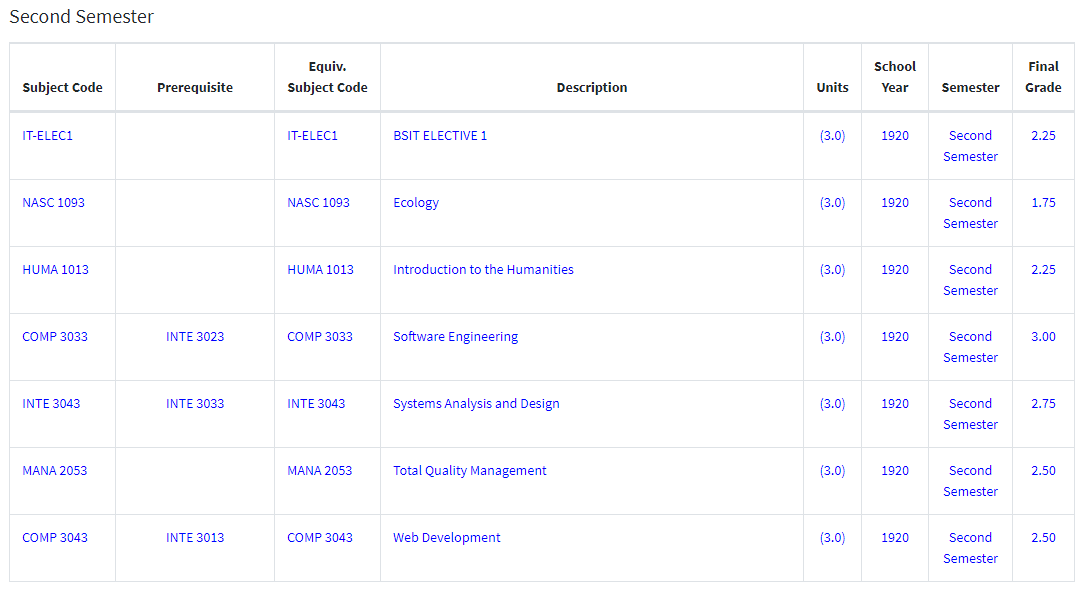 Second Semester
Subject Code Prerequisite Equiv. Subject Code Description Units School Year Semester Final Grade
IT-ELEC1 IT-ELEC1 BSIT ELECTIVE 1 (3.0) 1920 Second Semester 2.25
NASC 1093 NASC 1093 Ecology (3.0) 1920 Second Semester 1.75
HUMA 1013 HUMA 1013 Introduction to the Humanities (3.0) 1920 Second Semester 2.25
COMP 3033 INTE 3023 COMP 3033 Software Engineering (3.0) 1920 Second Semester 3.00
INTE 3043 INTE 3033 INTE 3043 Systems Analysis and Design (3.0) 1920 Second Semester 2.75
MANA 2053 MANA 2053 Total Quality Management (3.0) 1920 Second Semester 2.50
COMP 3043 INTE 3013 COMP 3043 Web Development (3.0) 1920 Second Semester 2.50